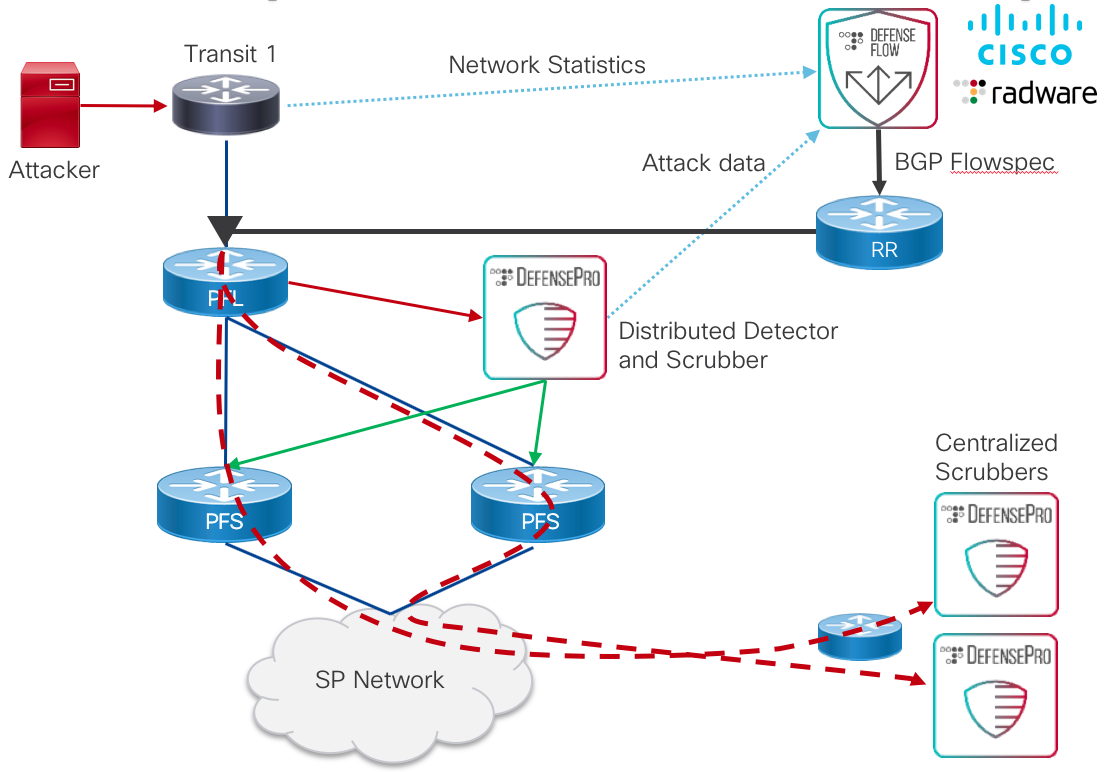 Transit 1
Network Statistics
DEFENSE
FLOW
CISCO
radware
Attacker
Attack data
BGP Flowspec
RR
PFL
DEFENSEPRO
Distributed Detector
and Scrubber
Centralized
Scrubbers
DEFENSEPRO
PFS
PFS
DEFENSEPRO
SP Network